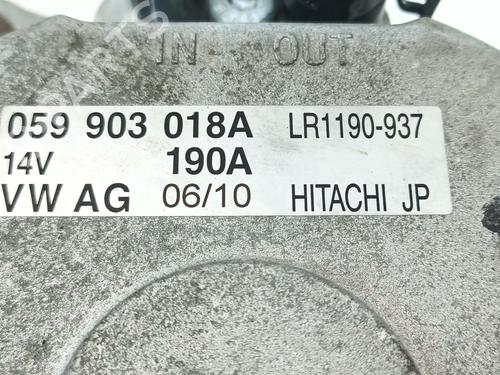 IN OUT
059 903 018A LR1190-937
14V 190A
VW AG 06/10 HITACHI JP